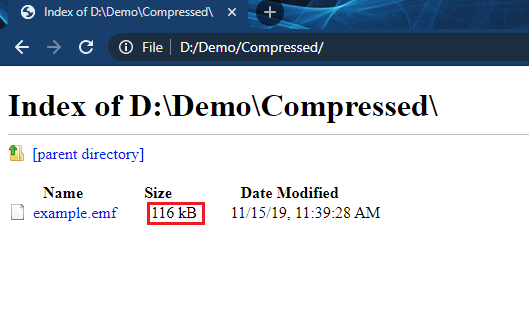 Index of D:\Demo\Compressed\
File D:/Demo/Compressed/
Index of D:\Demo\Compressed\
[parent directory]
Name Size Date Modified
example.emf 116 kB 11/15/19, 11:39:28 AM